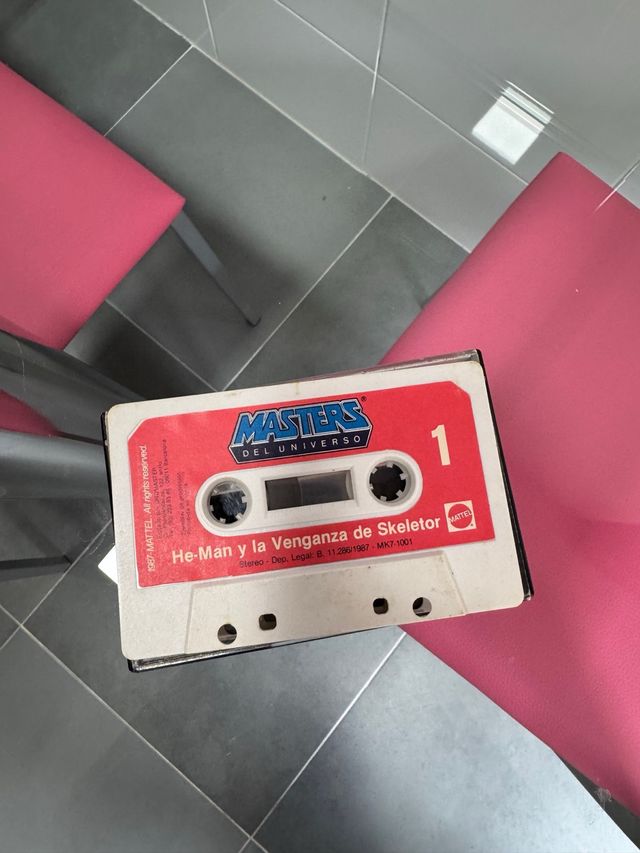 MASTERS®
DEL UNIVERSO
1
He-Man y la Venganza de Skeletor
MATTEL
Stereo - Dep. Legal: B. 11.286/1987 - MK7-1001
1987-MATTEL. All rights reserved.